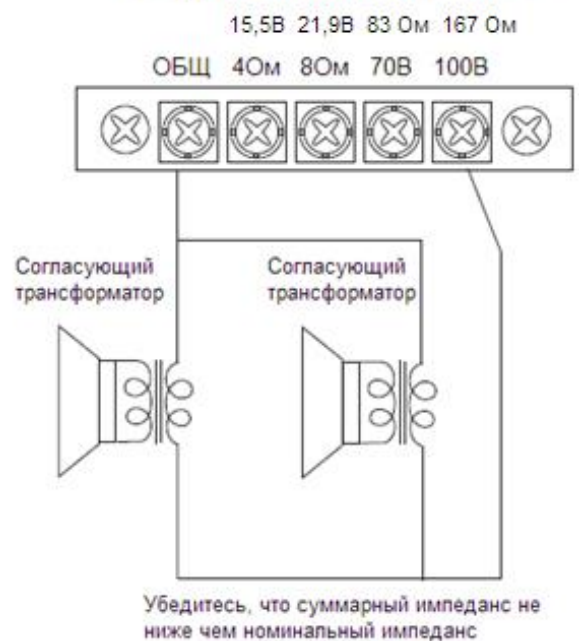 15,5В 21,9В 83 Ом 167 Ом
ОБЩ 4Ом 8Ом 70В 100В
Согласующий
трансформатор
Согласующий
трансформатор
Убедитесь, что суммарный импеданс не
ниже чем номинальный импеданс